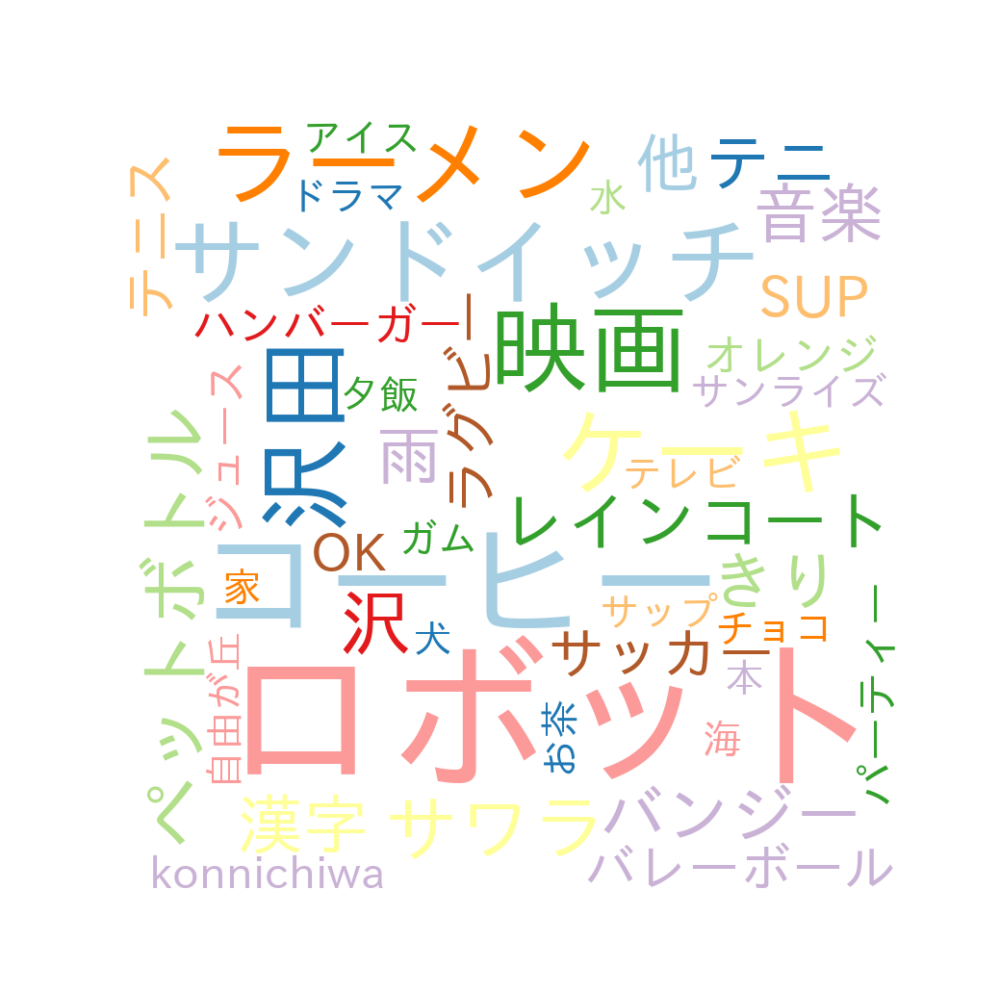 アイス
ラーメン
他
テニ
ドラマ
水
音楽
テニス
サンドイッチ
SUP
ハンバーガー
映画
オレンジ
サンライズ
沢田
夕飯
ラグビー
ジュース
雨
ケーキ
テレビ
ペットボトル
レインコート
OK
ガム
コーヒー
きり
家
沢
犬
サップ
チョコ
サッカー
本
パーティー
自由が丘
ロボット
お茶
海
漢字
サワラ
バンジー
konnichiwa
バレーボール